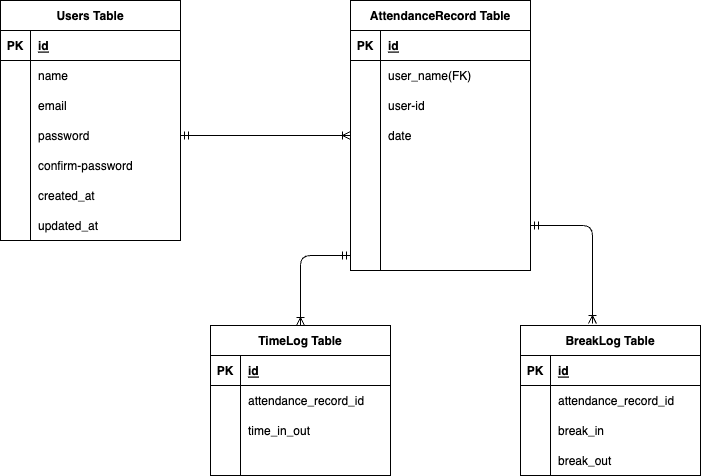 Users Table
PK id
name
email
password
confirm-password
created_at
updated_at
AttendanceRecord Table
PK id
user_name(FK)
user-id
date
TimeLog Table
PK id
attendance_record_id
time_in_out
BreakLog Table
PK id
attendance_record_id
break_in
break_out